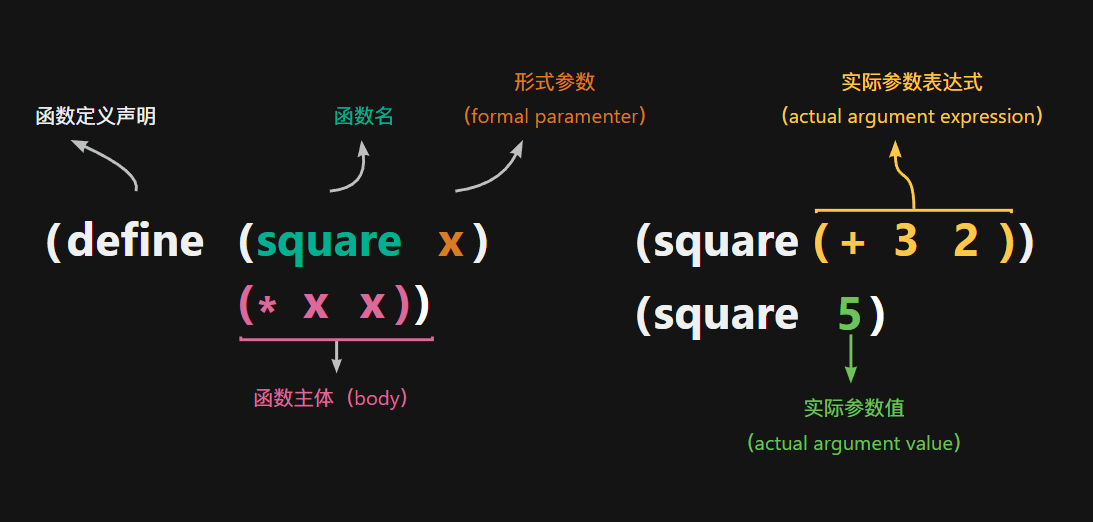 函数定义声明
函数名
形式参数
(formal paramenter)
(define (square x)
(* x x))
函数主体（body）
实际参数表达式
(actual argument expression)
(square (+ 3 2))
(square 5)
实际参数值
(actual argument value)